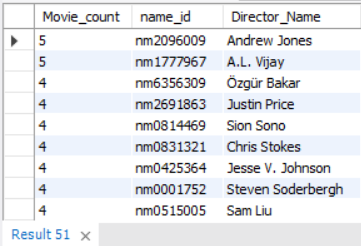 Movie_count name_id Director_Name
5 nm2096009 Andrew Jones
5 nm1777967 A.L. Vijay
4 nm6356309 Özgür Bakar
4 nm2691863 Justin Price
4 nm0814469 Sion Sono
4 nm0831321 Chris Stokes
4 nm0425364 Jesse V. Johnson
4 nm0001752 Steven Soderbergh
4 nm0515005 Sam Liu
Result 51